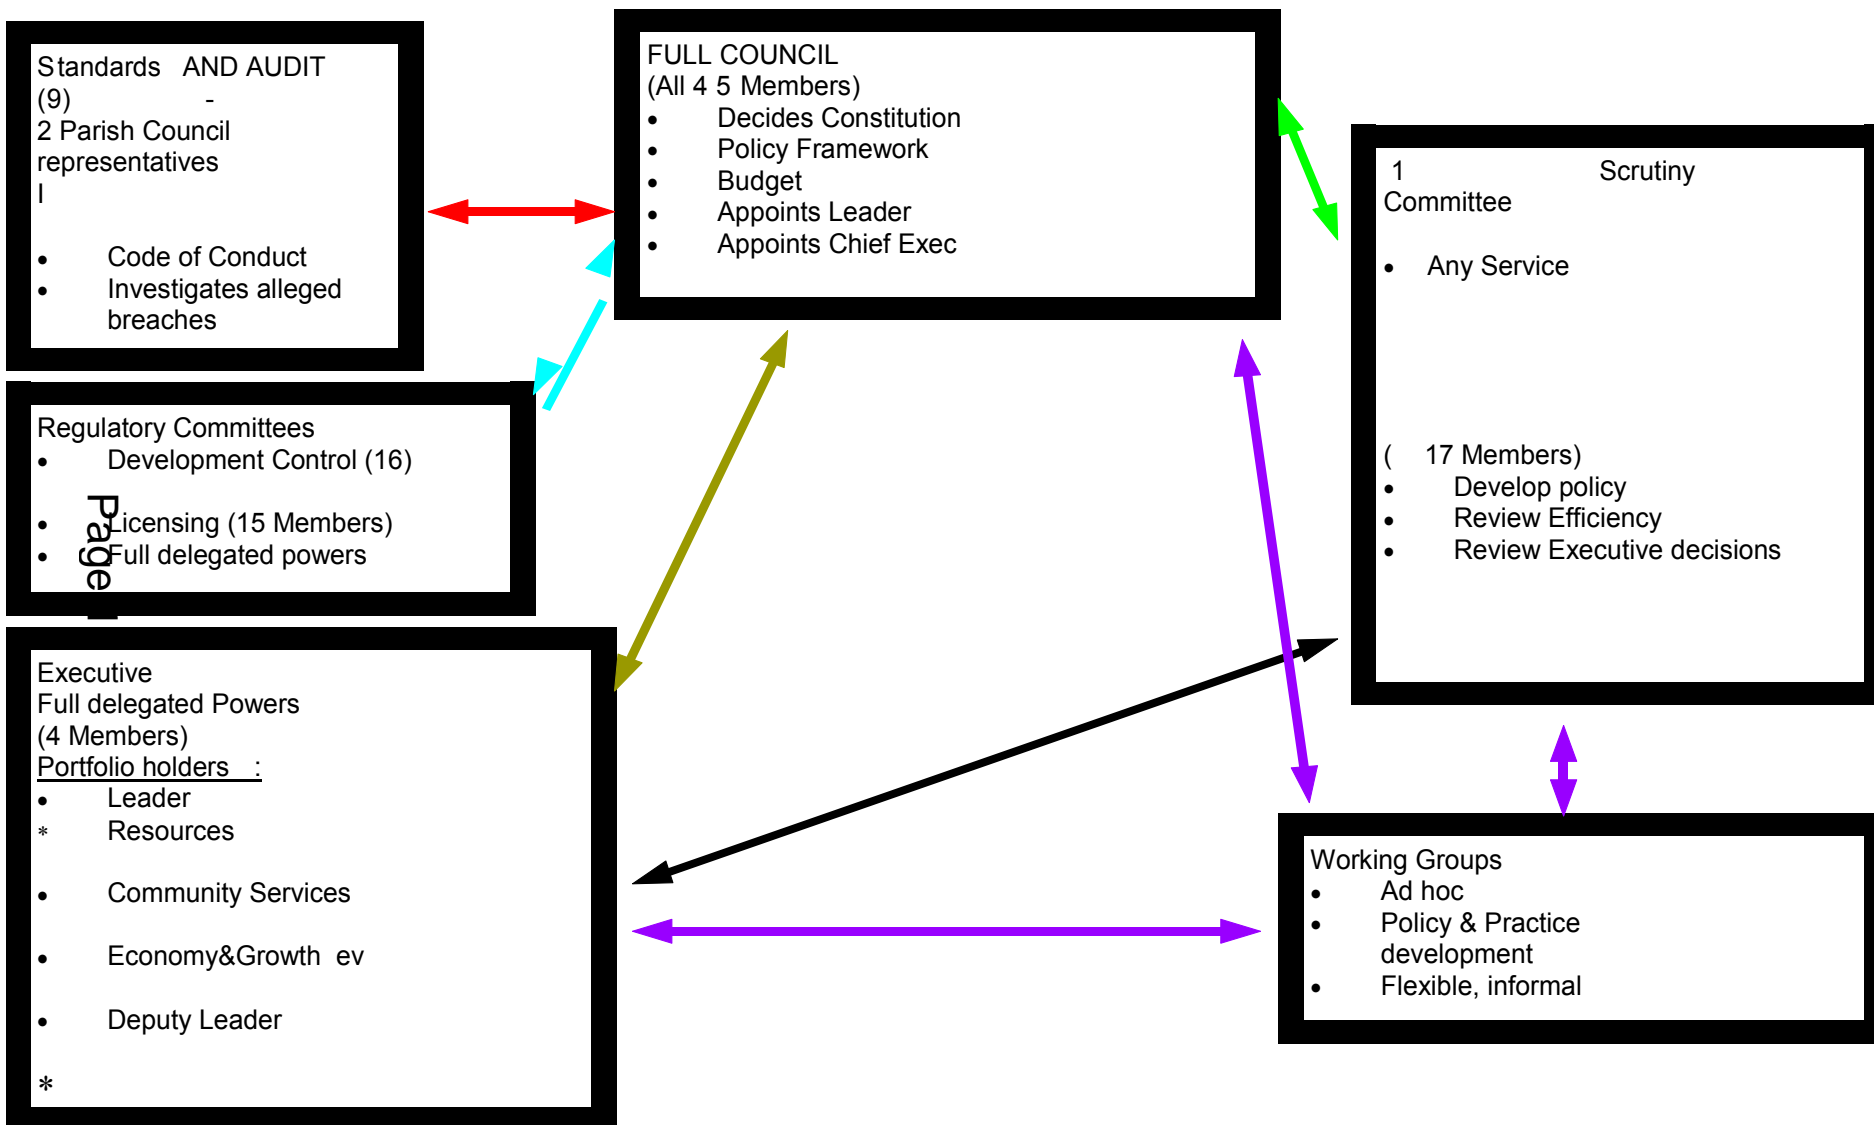 Standards AND AUDIT
(9) -
2 Parish Council
representatives
l
• Code of Conduct
• Investigates alleged
breaches
FULL COUNCIL
(All 4 5 Members)
• Decides Constitution
• Policy Framework
• Budget
• Appoints Leader
• Appoints Chief Exec
1 Scrutiny
Committee
• Any Service
( 17 Members)
• Develop policy
• Review Efficiency
• Review Executive decisions
Regulatory Committees
• Development Control (16)
• Licensing (15 Members)
• Full delegated powers
Page
Executive
Full delegated Powers
(4 Members)
Portfolio holders :
• Leader
* Resources
• Community Services
• Economy&Growth ev
• Deputy Leader
*
Working Groups
• Ad hoc
• Policy & Practice
development
• Flexible, informal